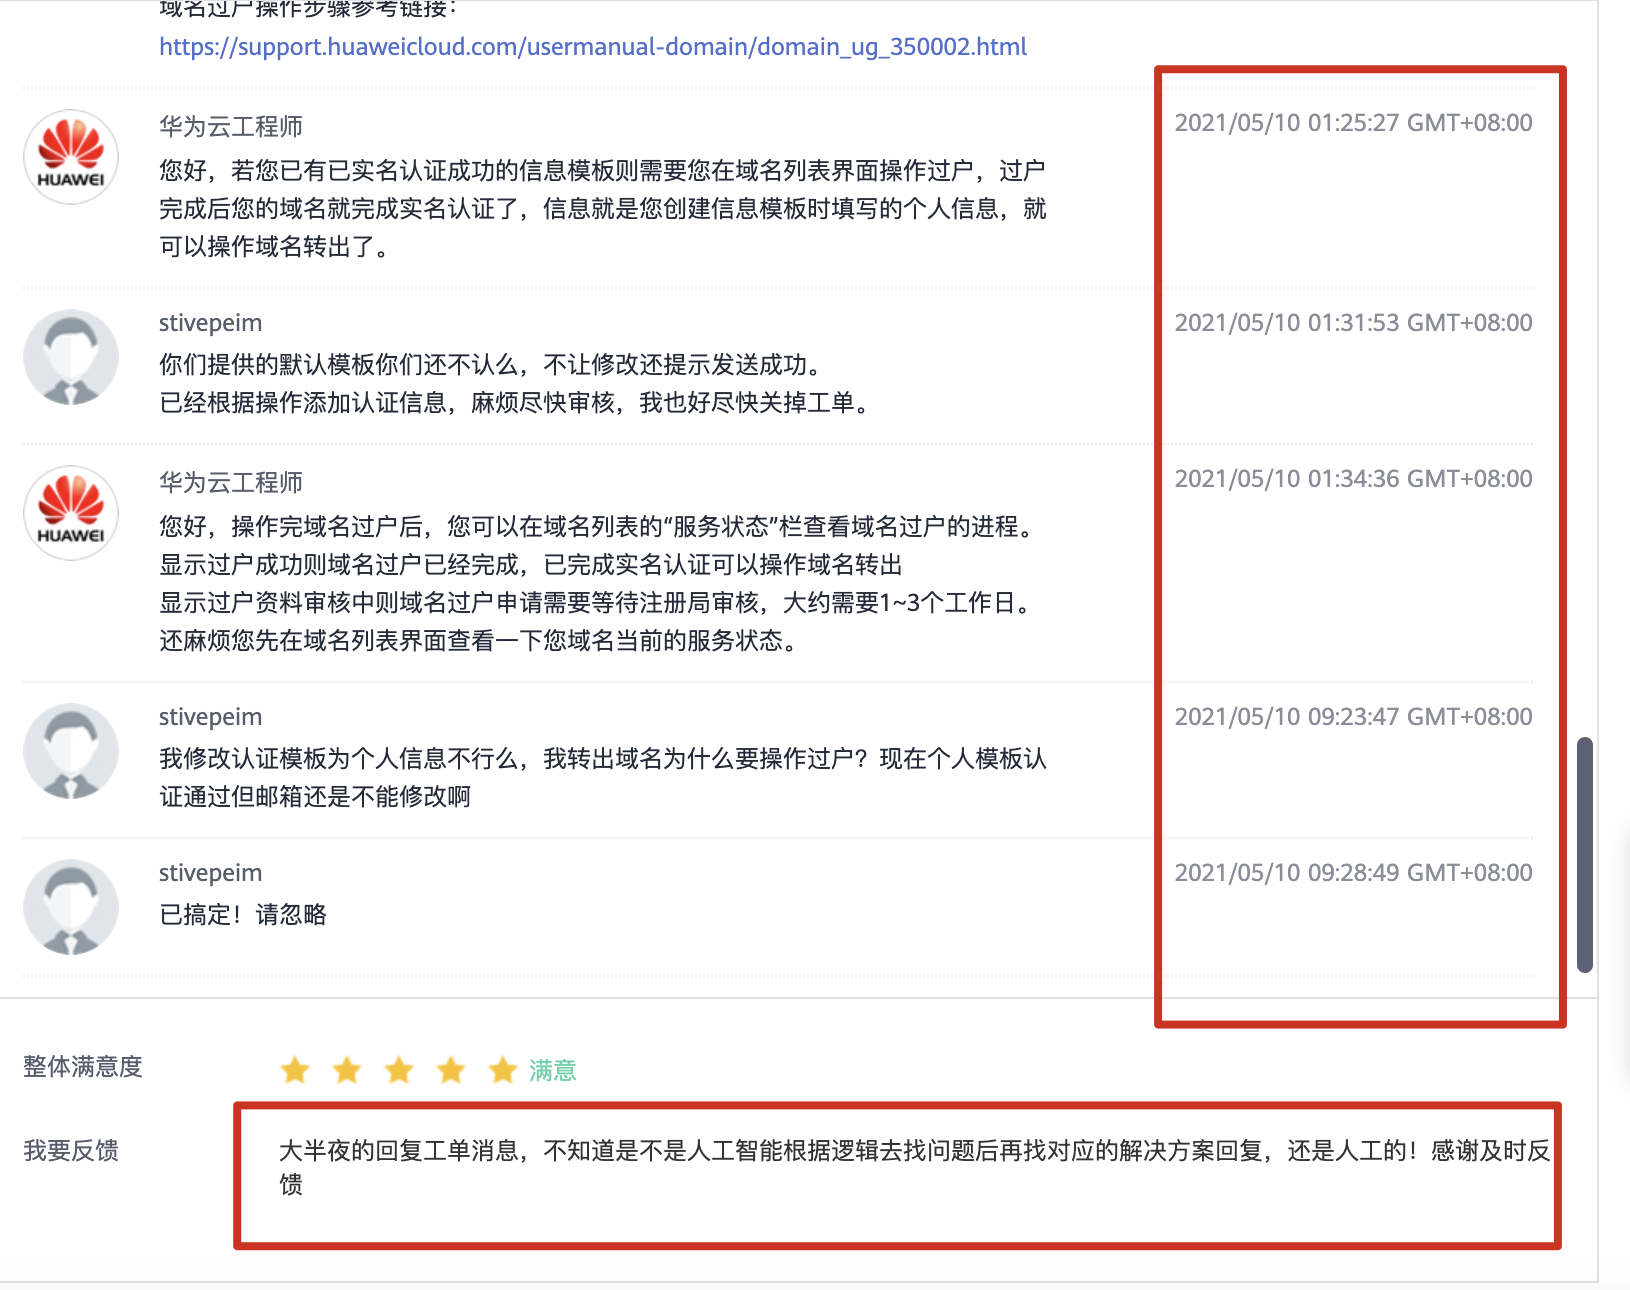 域名过户操作步骤参考链接：
https://support.huaweicloud.com/usermanual-domain/domain_ug_350002.html
华为云工程师
2021/05/10 01:25:27 GMT+08:00
HUAWEI
您好，若您已有已实名认证成功的信息模板则需要您在域名列表界面操作过户，过户
完成后您的域名就完成实名认证了，信息就是您创建信息模板时填写的个人信息，就
可以操作域名转出了。
stivepeim
2021/05/10 01:31:53 GMT+08:00
你们提供的默认模板你们还不认么，不让修改还提示发送成功。
已经根据操作添加认证信息，麻烦尽快审核，我也好尽快关掉工单。
华为云工程师
2021/05/10 01:34:36 GMT+08:00
HUAWEI
您好，操作完域名过户后，您可以在域名列表的“服务状态”栏查看域名过户的进程。
显示过户成功则域名过户已经完成，已完成实名认证可以操作域名转出
显示过户资料审核中则域名过户申请需要等待注册局审核，大约需要1~3个工作日。
还麻烦您先在域名列表界面查看一下您域名当前的服务状态。
stivepeim
2021/05/10 09:23:47 GMT+08:00
我修改认证模板为个人信息不行么，我转出域名为什么要操作过户？现在个人模板认
证通过但邮箱还是不能修改啊
stivepeim
2021/05/10 09:28:49 GMT+08:00
已搞定！请忽略
整体满意度
满意
我要反馈
大半夜的回复工单消息，不知道是不是人工智能根据逻辑去找问题后再找对应的解决方案回复，还是人工的！感谢及时反
馈